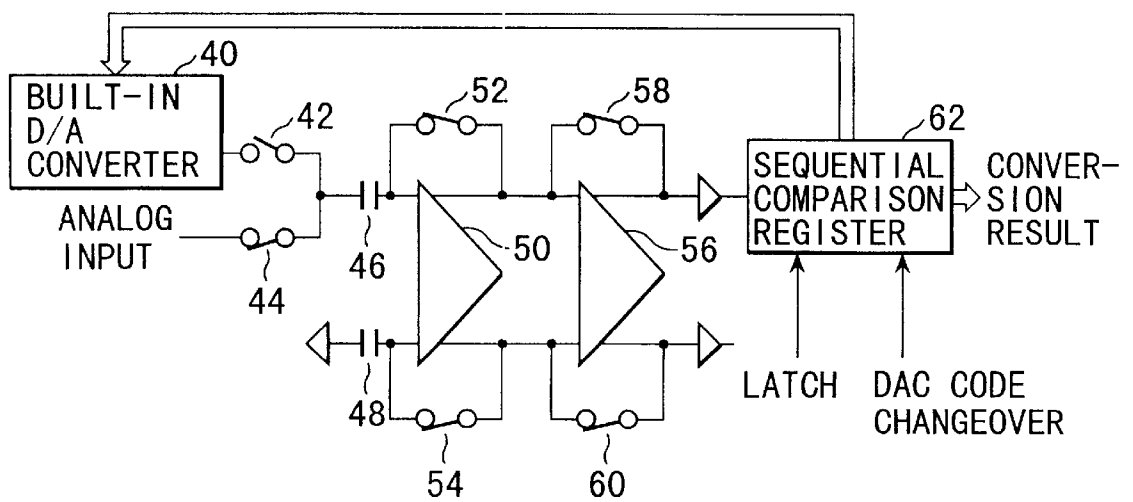 40
BUILT-IN
D/A
CONVERTER
42
52
58
62
SEQUENTIAL
COMPARISON
REGISTER
CONVER-
SION
RESULT
ANALOG
INPUT
44
46
50
56
48
54
60
LATCH
DAC CODE
CHANGEOVER